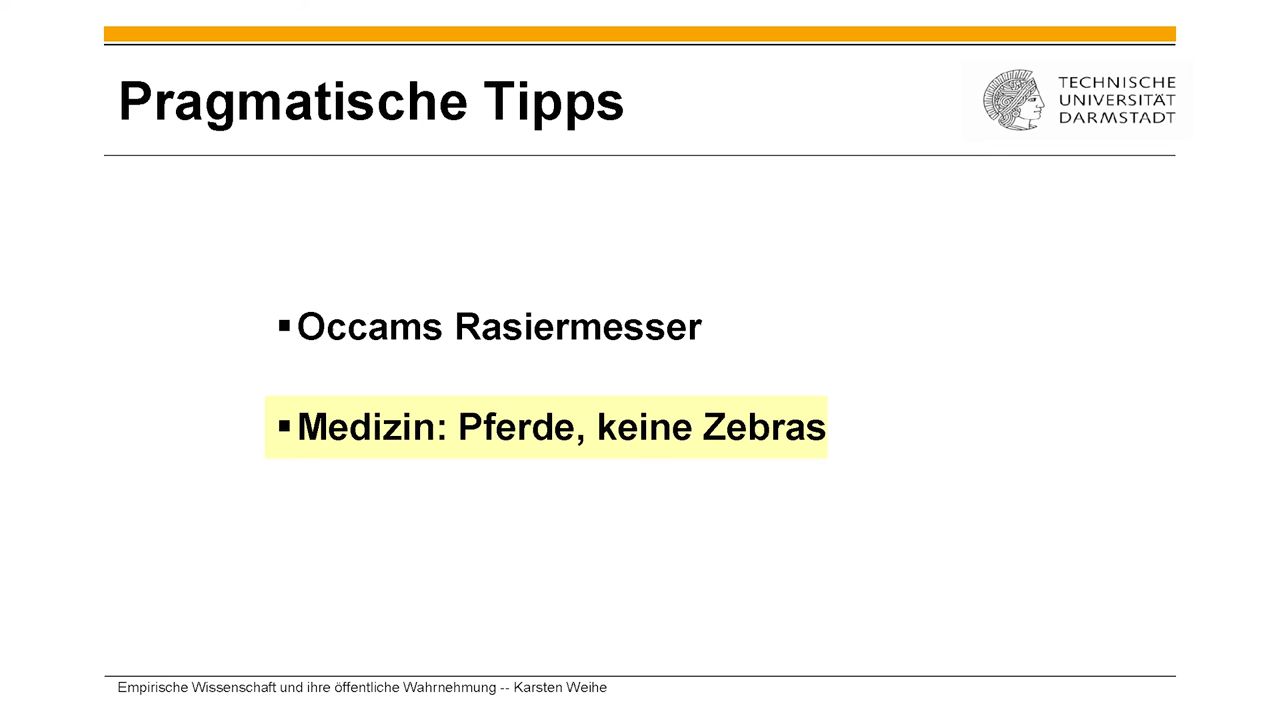 Pragmatische Tipps
TECHNISCHE
UNIVERSITÄT
DARMSTADT
▪Occams Rasiermesser
▪Medizin: Pferde, keine Zebras
Empirische Wissenschaft und ihre öffentliche Wahrnehmung -- Karsten Weihe